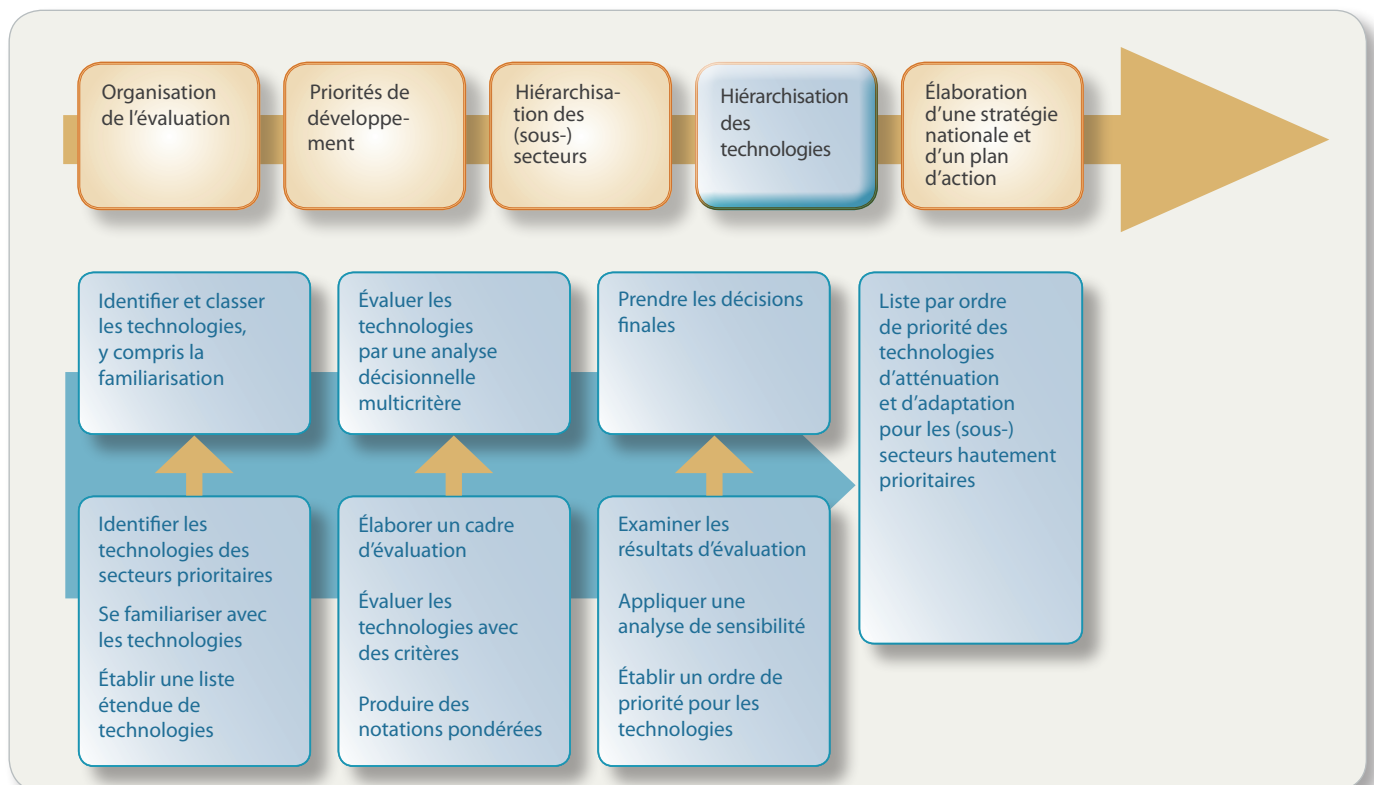 Organisation
de l’évaluation
Priorités de
développe-
ment
Hiérarchisa-
tion des
(sous-)
secteurs
Hiérarchisation
des
technologies
Élaboration
d’une stratégie
nationale et
d’un plan
d’action
Identifier et classer
les technologies,
y compris la
familiarisation
Évaluer les
technologies
par une analyse
décisionnelle
multicritère
Prendre les décisions
finales
Liste par ordre
de priorité des
technologies
d’atténuation
et d’adaptation
pour les (sous-)
secteurs hautement
prioritaires
Identifier les
technologies des
secteurs prioritaires
Se familiariser avec
les technologies
Établir une liste
étendue de
technologies
Élaborer un cadre
d’évaluation
Évaluer les
technologies avec
des critères
Produire des
notations pondérées
Examiner les
résultats d’évaluation
Appliquer une
analyse de sensibilité
Établir un ordre de
priorité pour les
technologies